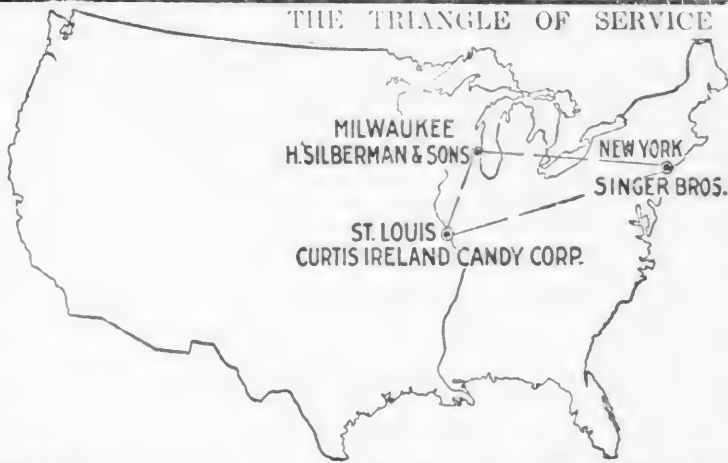 THE TRIANGLE OF SERVICE
MILWAUKEE
H. SILBERMAN & SONS
NEW YORK
SINGER BROS.
ST. LOUIS
CURTIS IRELAND CANDY CORP.